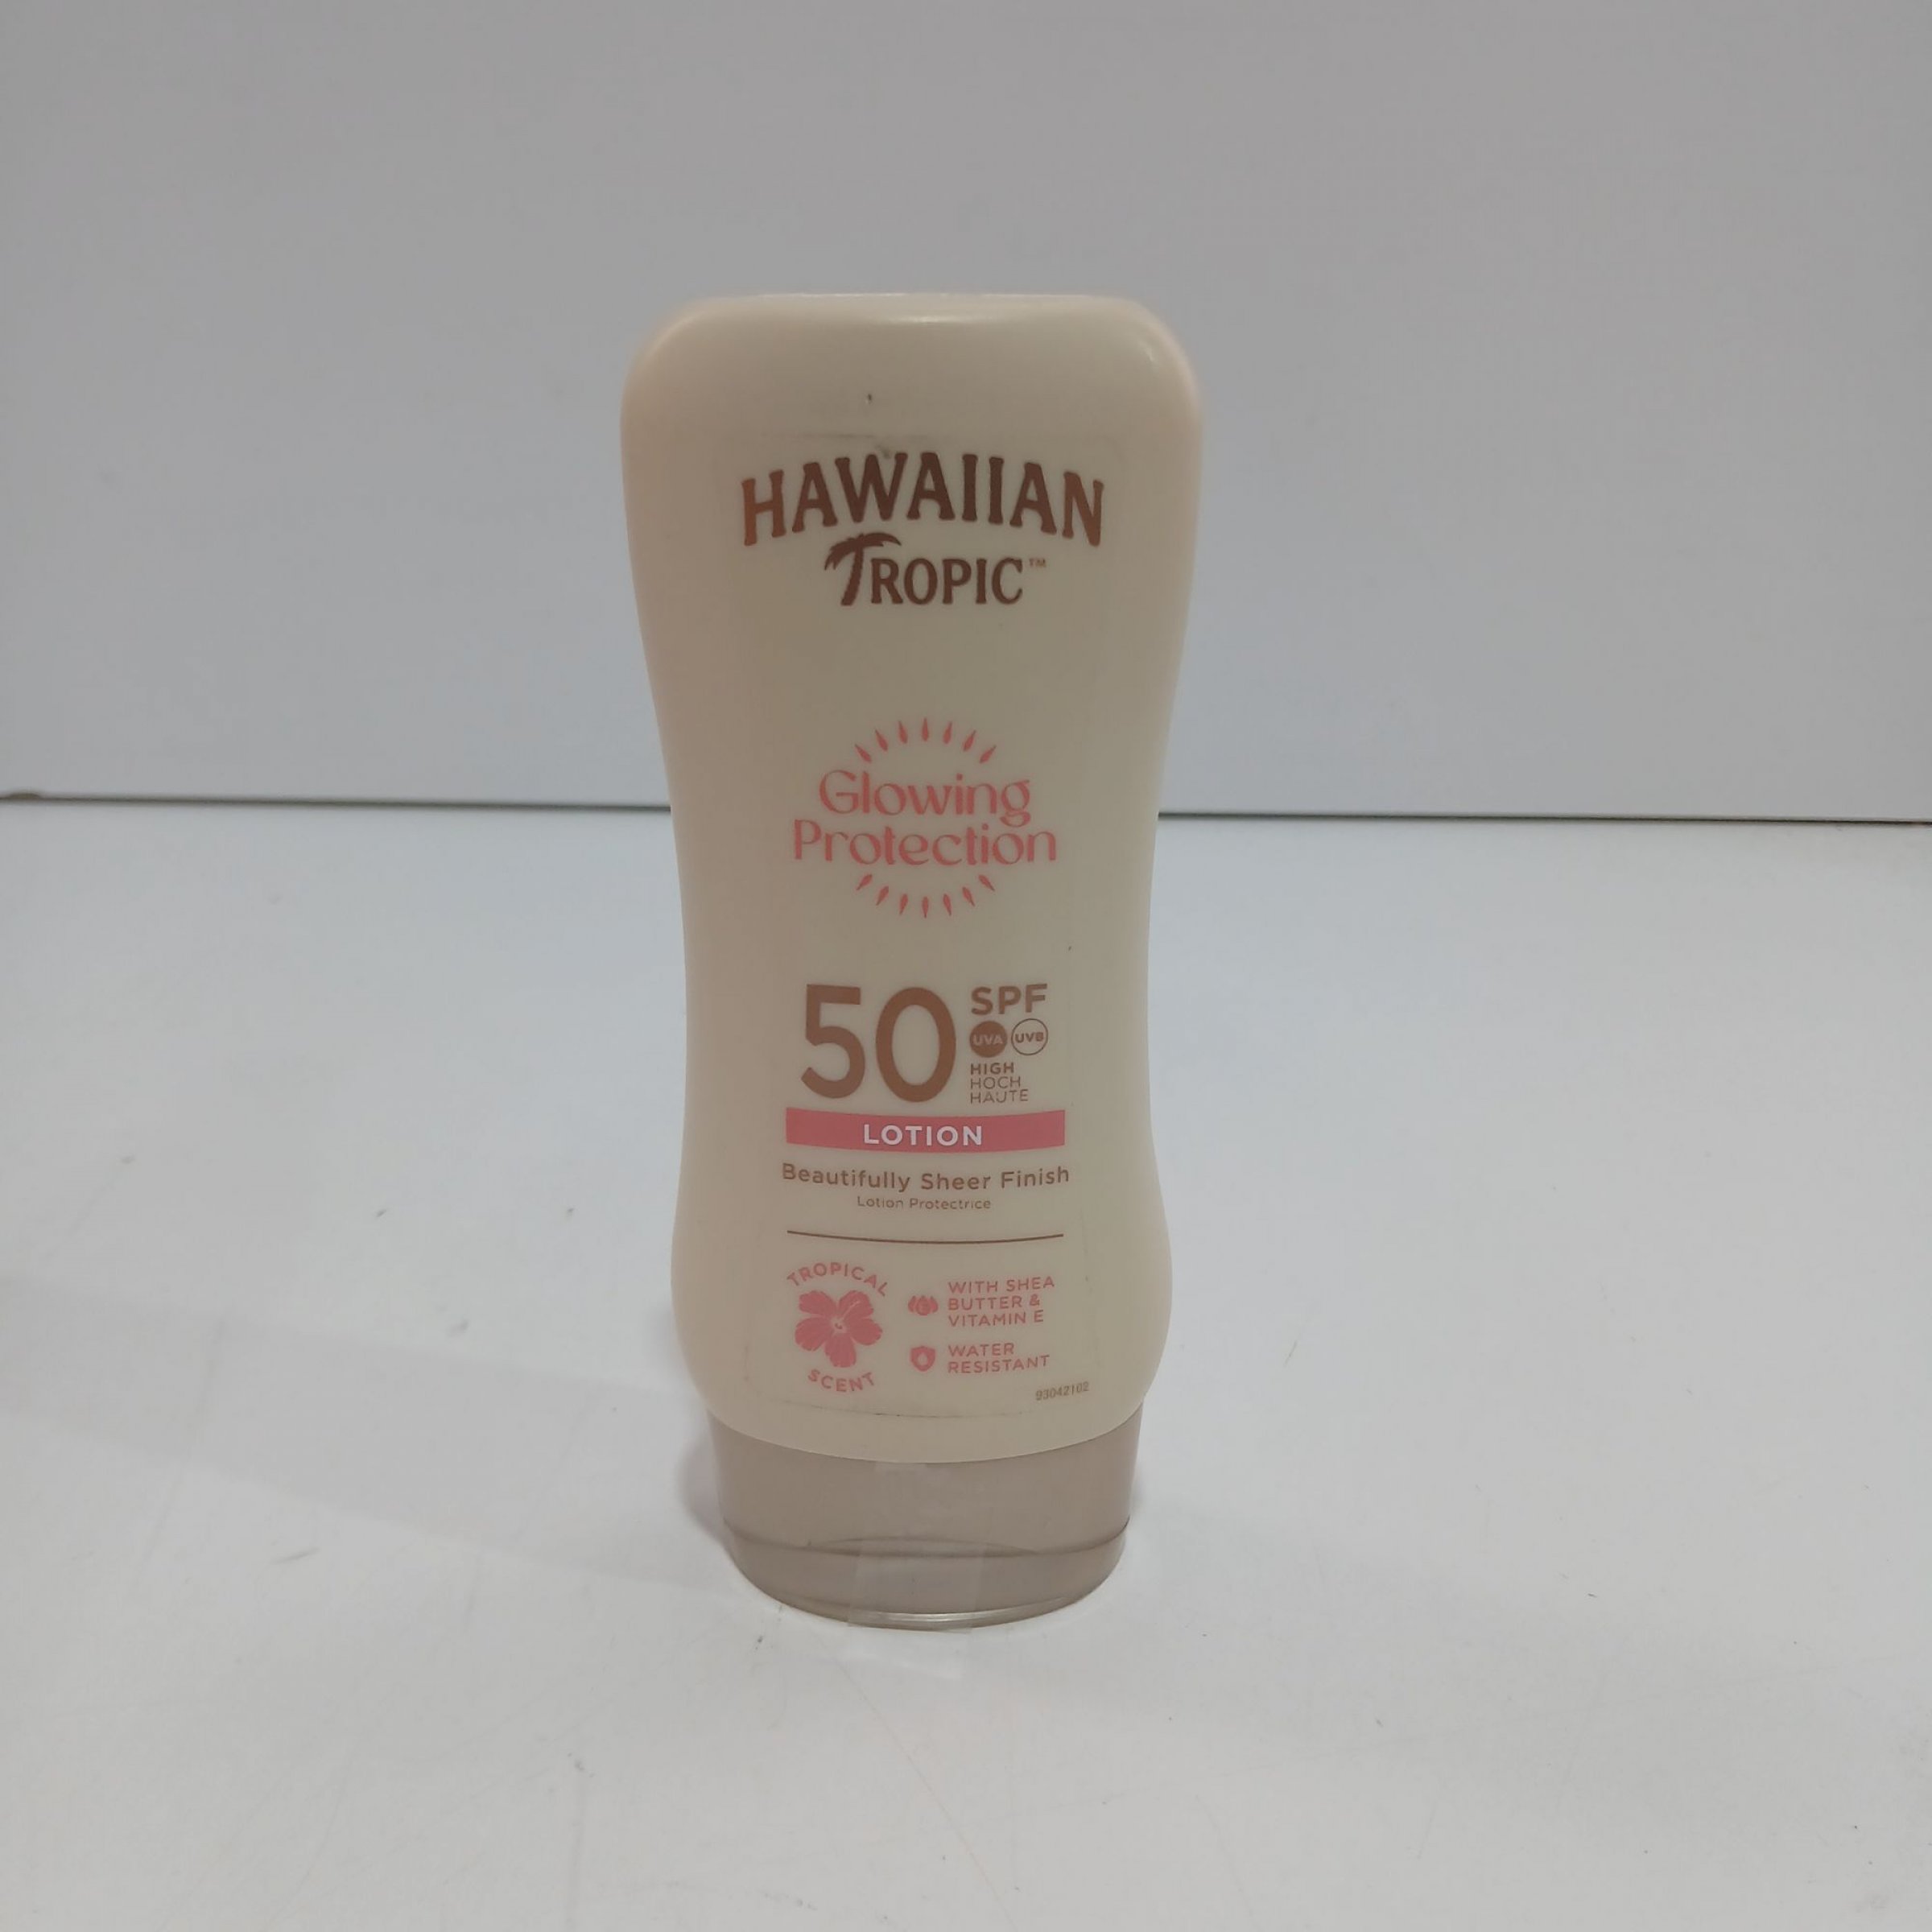 HAWAIIAN
TROPIC™
Glowing
Protection
50 SPF
UVA UVB
HIGH
HOCH
HAUTE
LOTION
Beautifully Sheer Finish
Lotion Protectrice
TROPICAL
SCENT
WITH SHEA
BUTTER &
VITAMIN E
WATER
RESISTANT
93042102